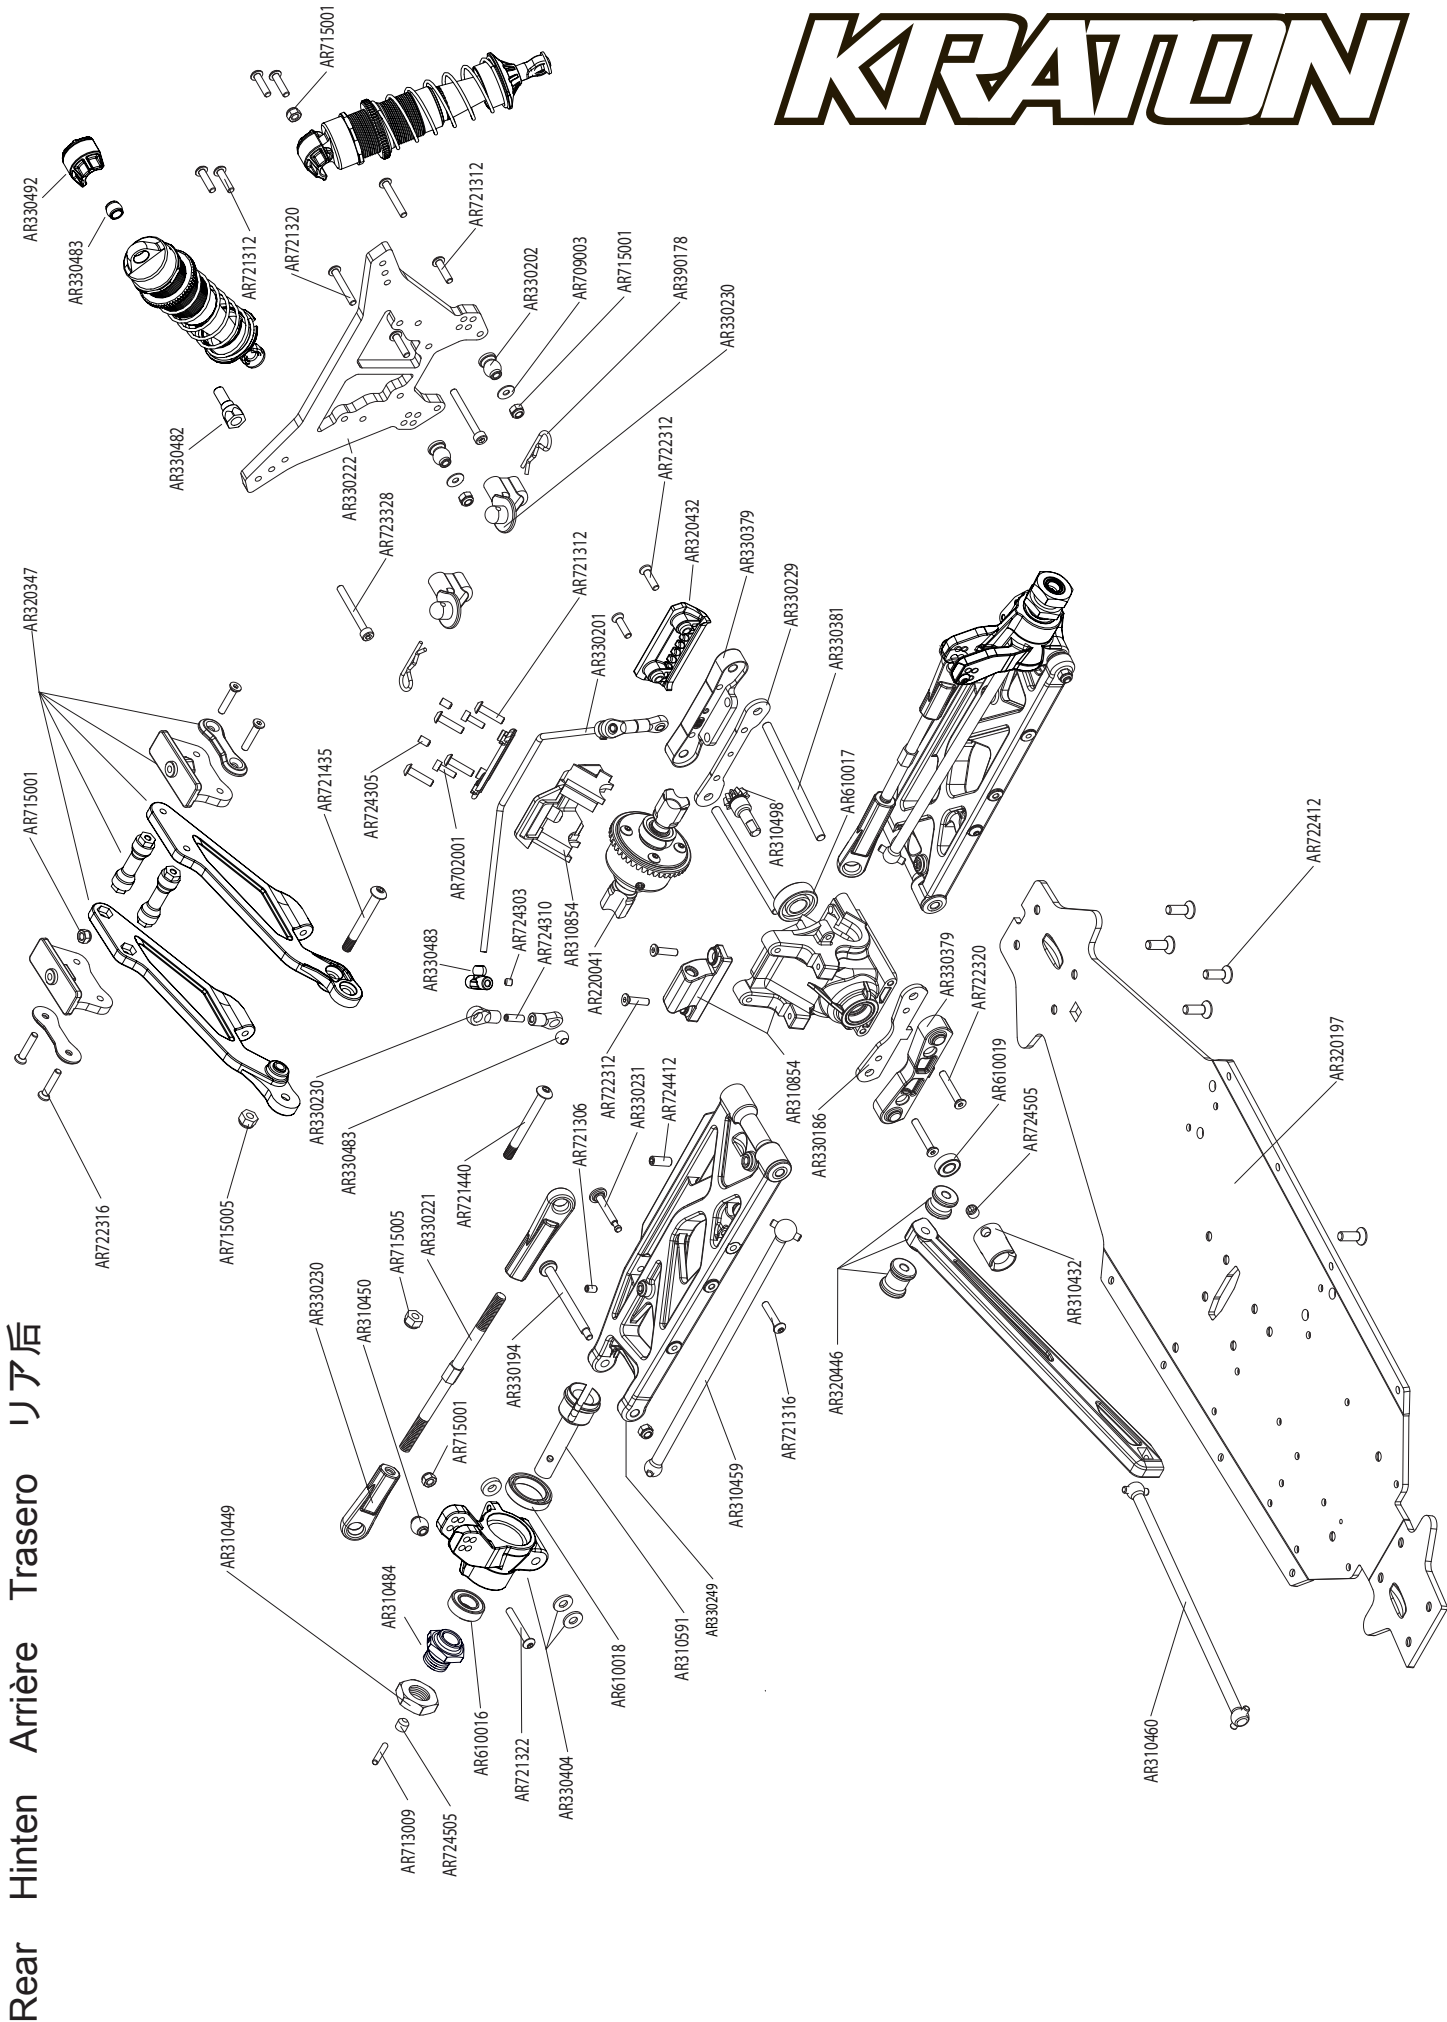 KRATON
Rear Hinten Arrière Trasero リア后
AR715001
AR330492
AR330483
AR721312
AR721320
AR721312
AR330202
AR709003
AR715001
AR390178
AR330230
AR330482
AR330222
AR723328
AR722312
AR320432
AR330379
AR330229
AR330381
AR721312
AR330201
AR320347
AR715001
AR721435
AR724305
AR702001
AR310498
AR610017
AR722412
AR330483
AR724303
AR724310
AR310854
AR220041
AR330379
AR722320
AR610019
AR724505
AR320197
AR722316
AR715005
AR330230
AR330483
AR721440
AR721306
AR722312
AR330231
AR724412
AR310854
AR330186
AR330230
AR310450
AR715005
AR330221
AR330194
AR715001
AR310432
AR320446
AR721316
AR310459
AR330249
AR310591
AR610018
AR310449
AR310484
AR610016
AR721322
AR330404
AR713009
AR724505
AR310460